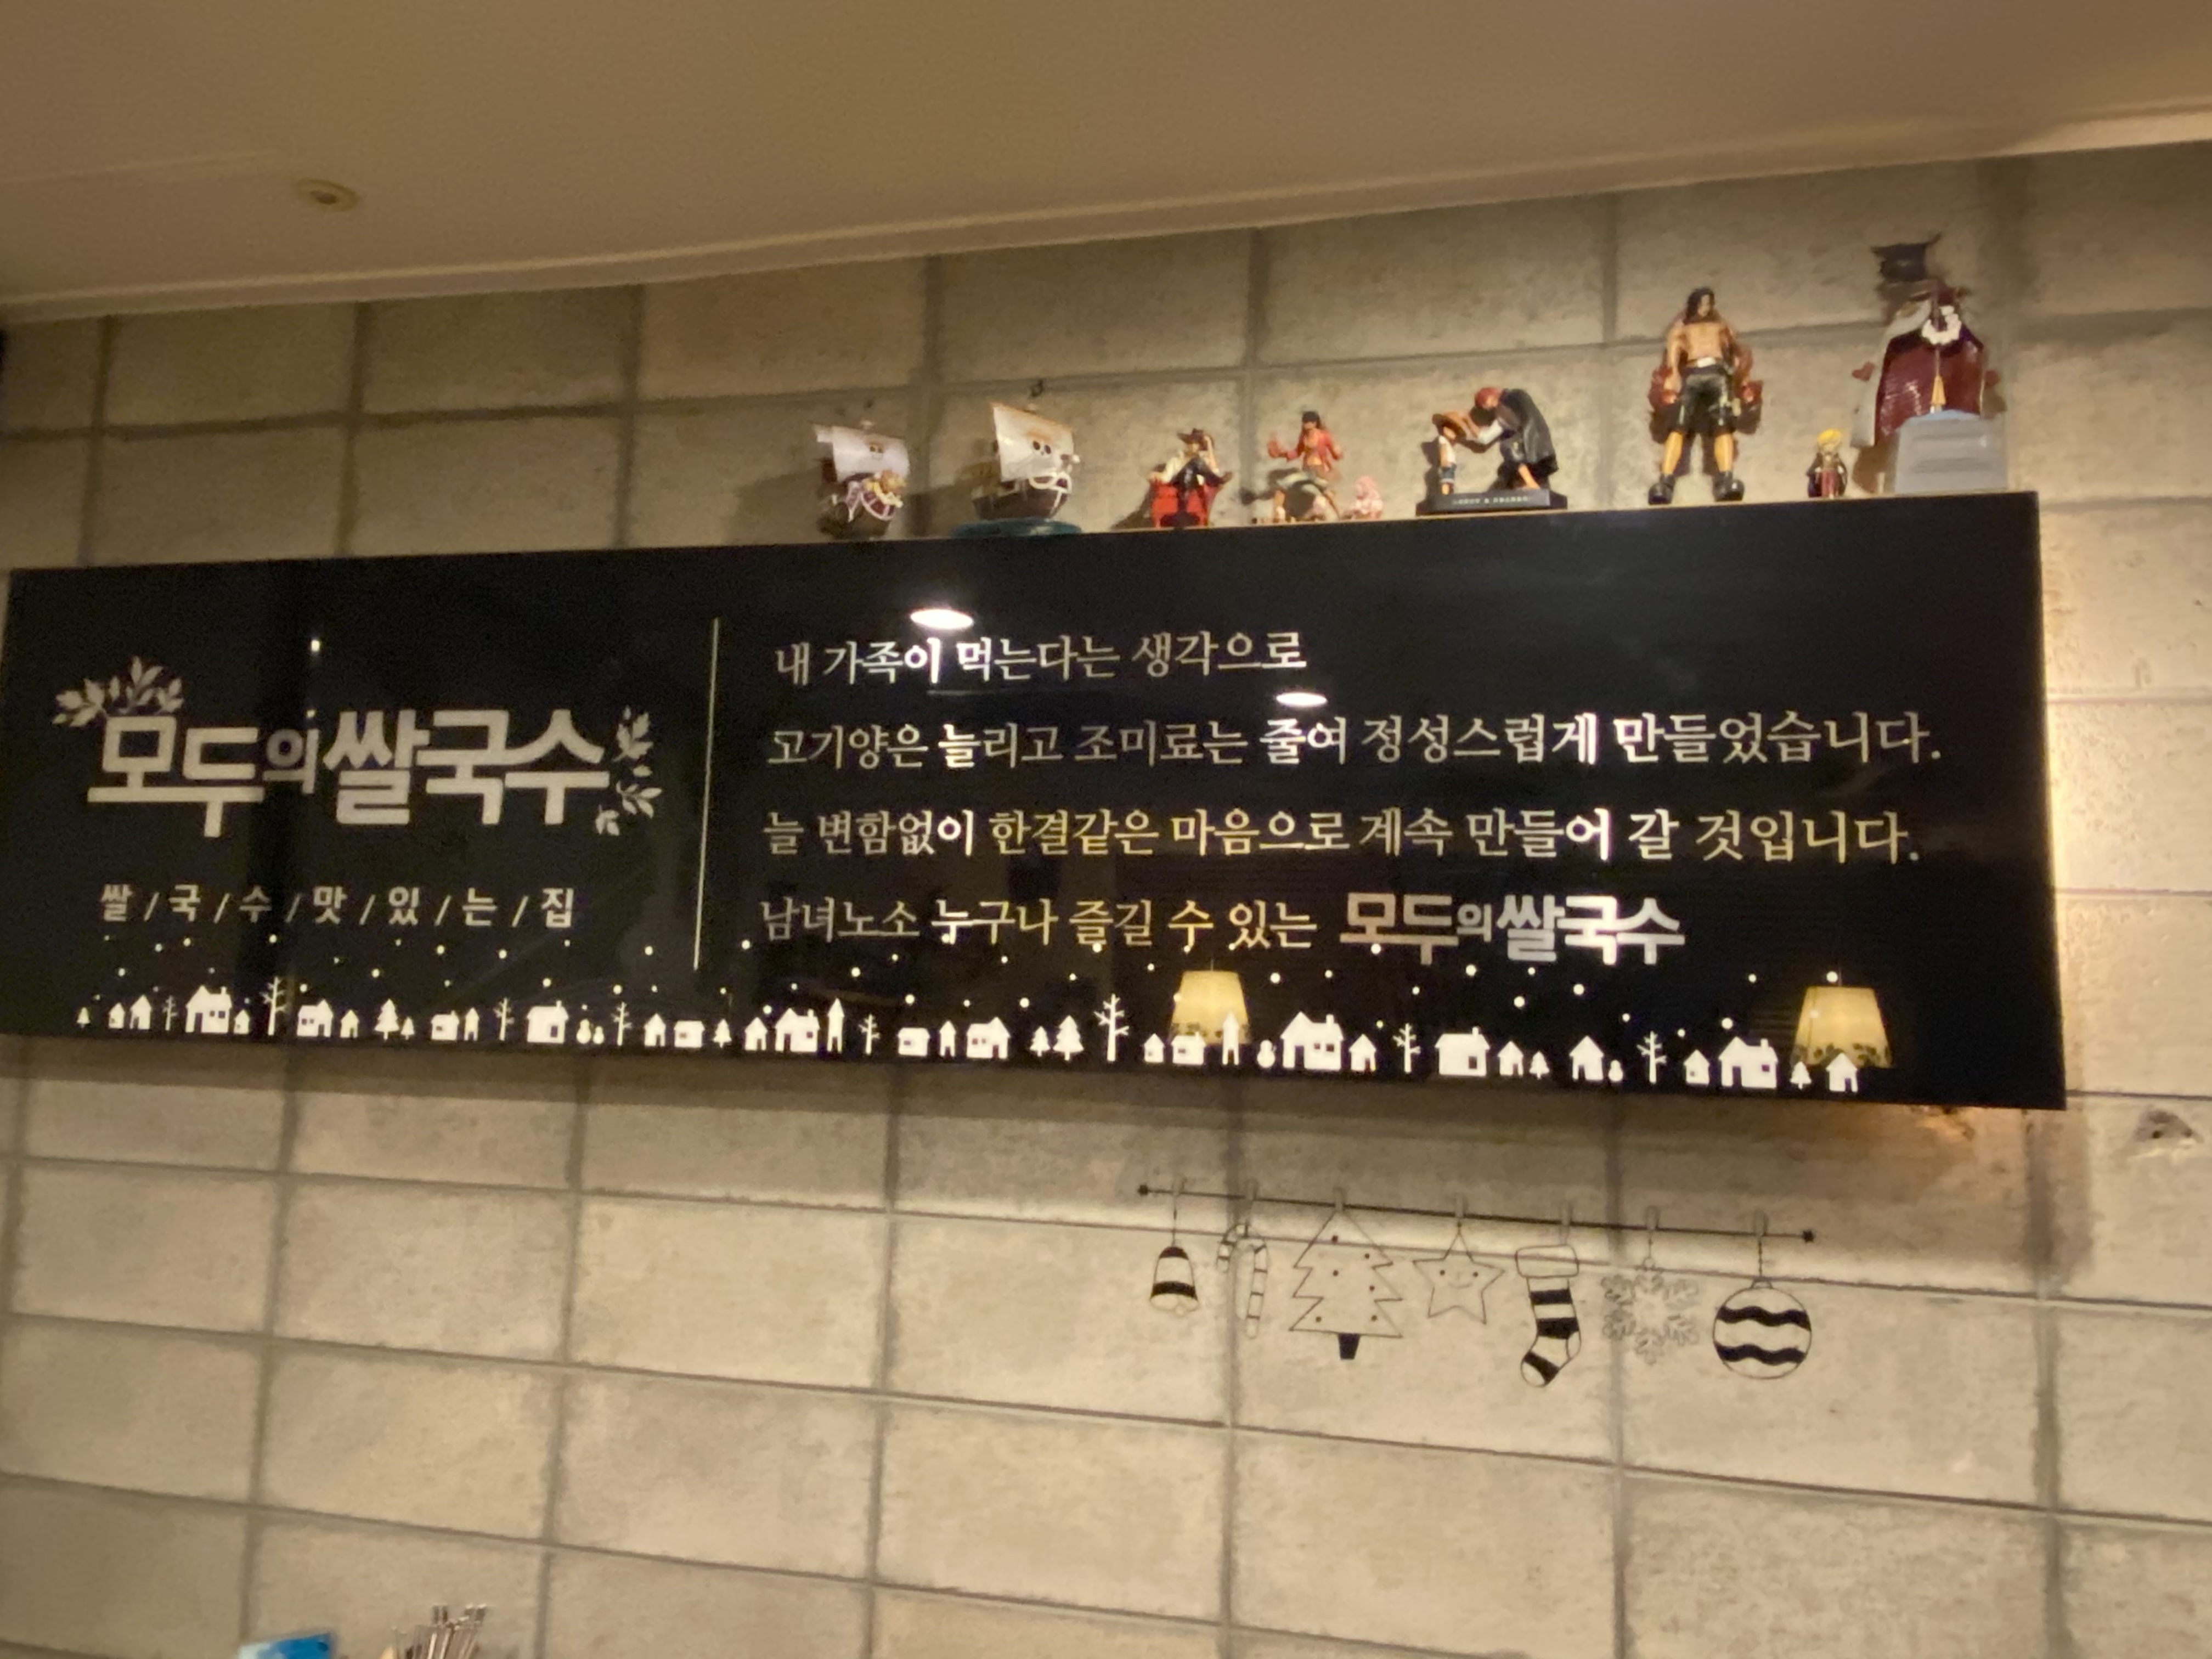 모두의쌀국수
쌀/국/수/맛/있/는/집
내 가족이 먹는다는 생각으로
고기양은 늘리고 조미료는 줄여 정성스럽게 만들었습니다.
늘 변함없이 한결같은 마음으로 계속 만들어 갈 것입니다.
남녀노소 누구나 즐길 수 있는 모두의쌀국수